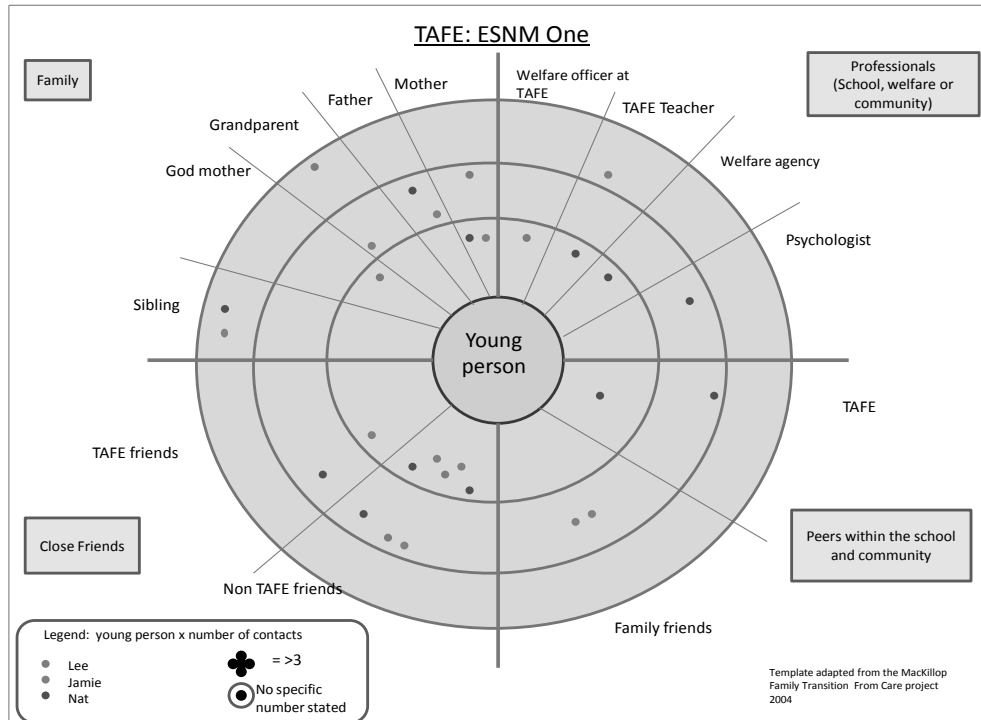 TAFE: ESNM One
Family
Professionals
(School, welfare or
community)
Mother
Father
Grandparent
God mother
Sibling
Welfare officer at
TAFE
TAFE Teacher
Welfare agency
Psychologist
Young
person
TAFE
TAFE friends
Close Friends
Non TAFE friends
Peers within the school
and community
Family friends
Legend: young person x number of contacts
Lee
Jamie
Nat
= >3
No specific
number stated
Template adapted from the MacKillop
Family Transition From Care project
2004